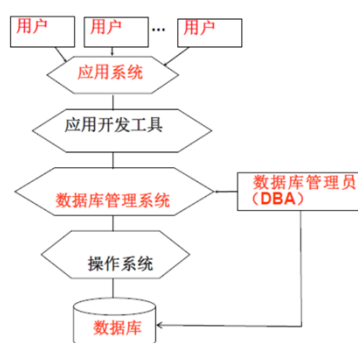 用户
用户
...
用户
应用系统
应用开发工具
数据库管理系统
数据库管理员
（DBA）
操作系统
数据库